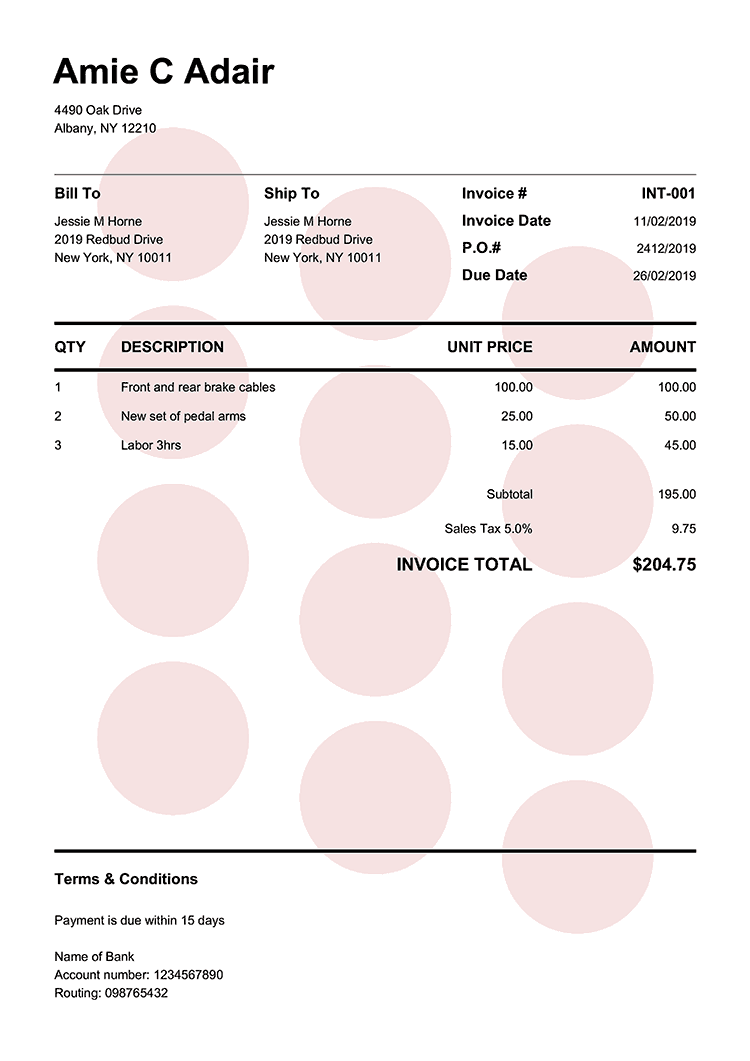 Amie C Adair
4490 Oak Drive
Albany, NY 12210
Bill To
Jessie M Horne
2019 Redbud Drive
New York, NY 10011
Ship To
Jessie M Horne
2019 Redbud Drive
New York, NY 10011
Invoice # INT-001
Invoice Date 11/02/2019
P.O.# 2412/2019
Due Date 26/02/2019
QTY DESCRIPTION UNIT PRICE AMOUNT
1 Front and rear brake cables 100.00 100.00
2 New set of pedal arms 25.00 50.00
3 Labor 3hrs 15.00 45.00
Subtotal 195.00
Sales Tax 5.0% 9.75
INVOICE TOTAL $204.75
Terms & Conditions
Payment is due within 15 days
Name of Bank
Account number: 1234567890
Routing: 098765432